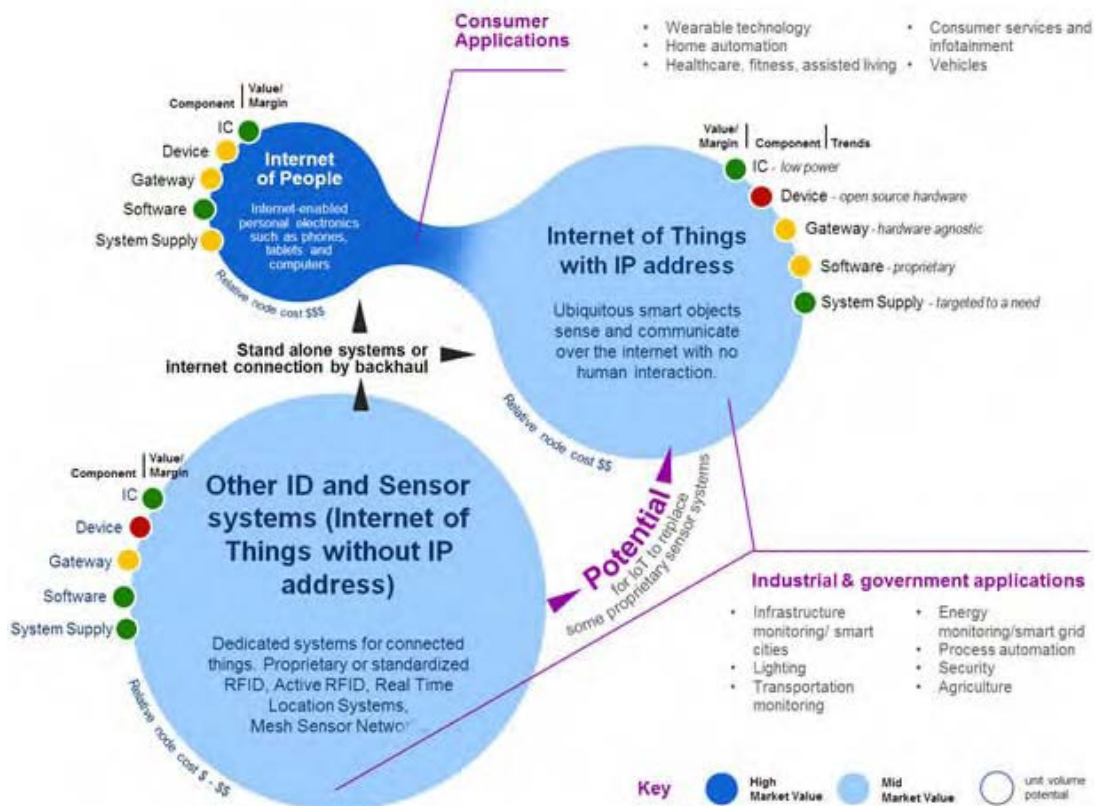 Consumer
Applications
• Wearable technology
• Home automation
• Healthcare, fitness, assisted living
• Consumer services and
infotainment
• Vehicles
Component | Value/
Margin
IC
Device
Gateway
Software
System Supply
Internet
of People
Internet-enabled
personal electronics
such as phones,
tablets and
computers
Relative node cost $$$
Value/
Margin | Component | Trends
IC - low power
Device - open source hardware
Gateway - hardware agnostic
Software - proprietary
System Supply - targeted to a need
Internet of Things
with IP address
Ubiquitous smart objects
sense and communicate
over the internet with no
human interaction.
Relative node cost $$
Stand alone systems or
internet connection by backhaul
Component | Value/
Margin
IC
Device
Gateway
Software
System Supply
Other ID and Sensor
systems (Internet of
Things without IP
address)
Dedicated systems for connected
things. Proprietary or standardized
RFID, Active RFID, Real Time
Location Systems,
Mesh Sensor Networ
Relative node cost $ - $$
Potential
for IoT to replace
some proprietary sensor systems
Industrial & government applications
• Infrastructure
monitoring/ smart
cities
• Lighting
• Transportation
monitoring
• Energy
monitoring/smart grid
• Process automation
• Security
• Agriculture
Key
High
Market Value
Mid
Market Value
unit volume
potential